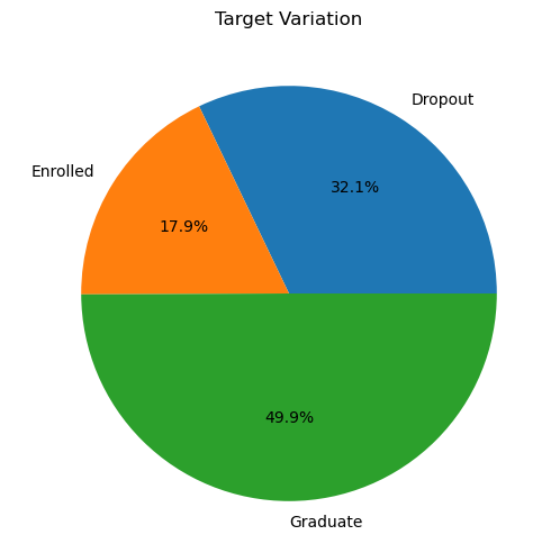 Target Variation
Dropout
Enrolled
32.1%
17.9%
49.9%
Graduate